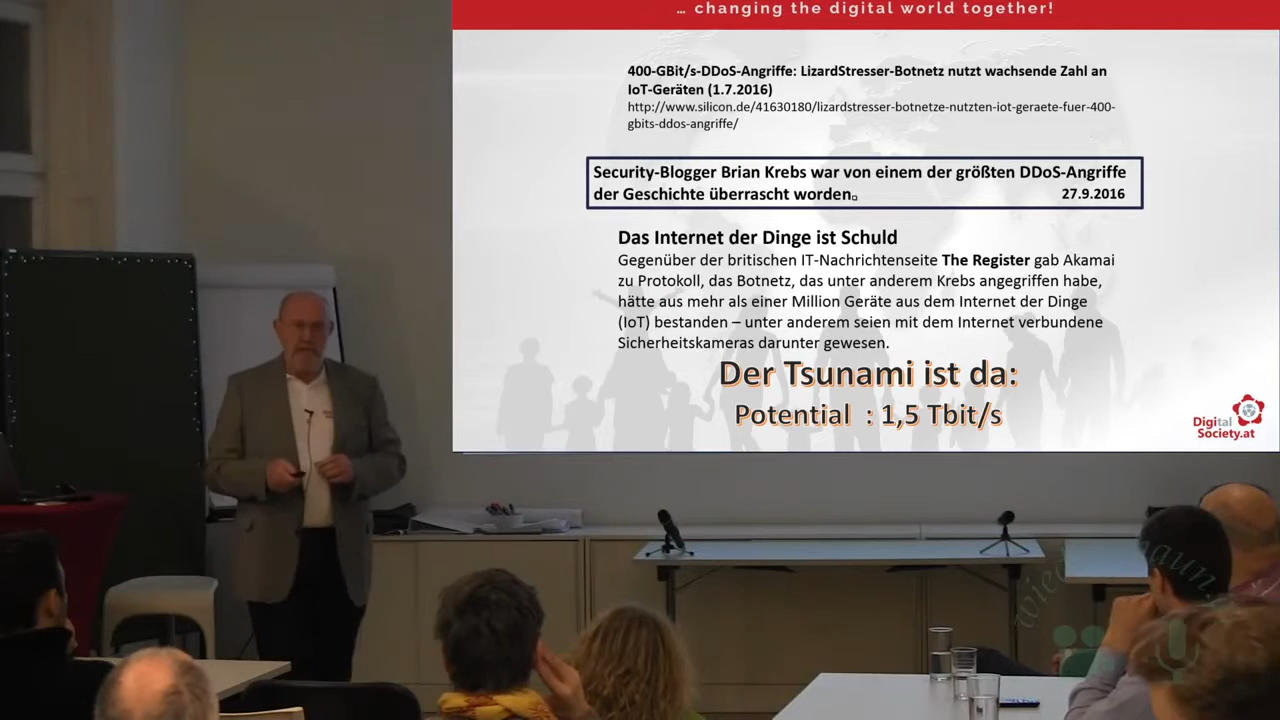 … changing the digital world together!
400-GBit/s-DDoS-Angriffe: LizardStresser-Botnetz nutzt wachsende Zahl an
IoT-Geräten (1.7.2016)
http://www.silicon.de/41630180/lizardstresser-botnetze-nutzten-iot-geraete-fuer-400-
gbits-ddos-angriffe/
Security-Blogger Brian Krebs war von einem der größten DDoS-Angriffe
der Geschichte überrascht worden.
27.9.2016
Das Internet der Dinge ist Schuld
Gegenüber der britischen IT-Nachrichtenseite The Register gab Akamai
zu Protokoll, das Botnetz, das unter anderem Krebs angegriffen habe,
hätte aus mehr als einer Million Geräte aus dem Internet der Dinge
(IoT) bestanden – unter anderem seien mit dem Internet verbundene
Sicherheitskameras darunter gewesen.
Der Tsunami ist da:
Potential : 1,5 Tbit/s
Digital
Society.at